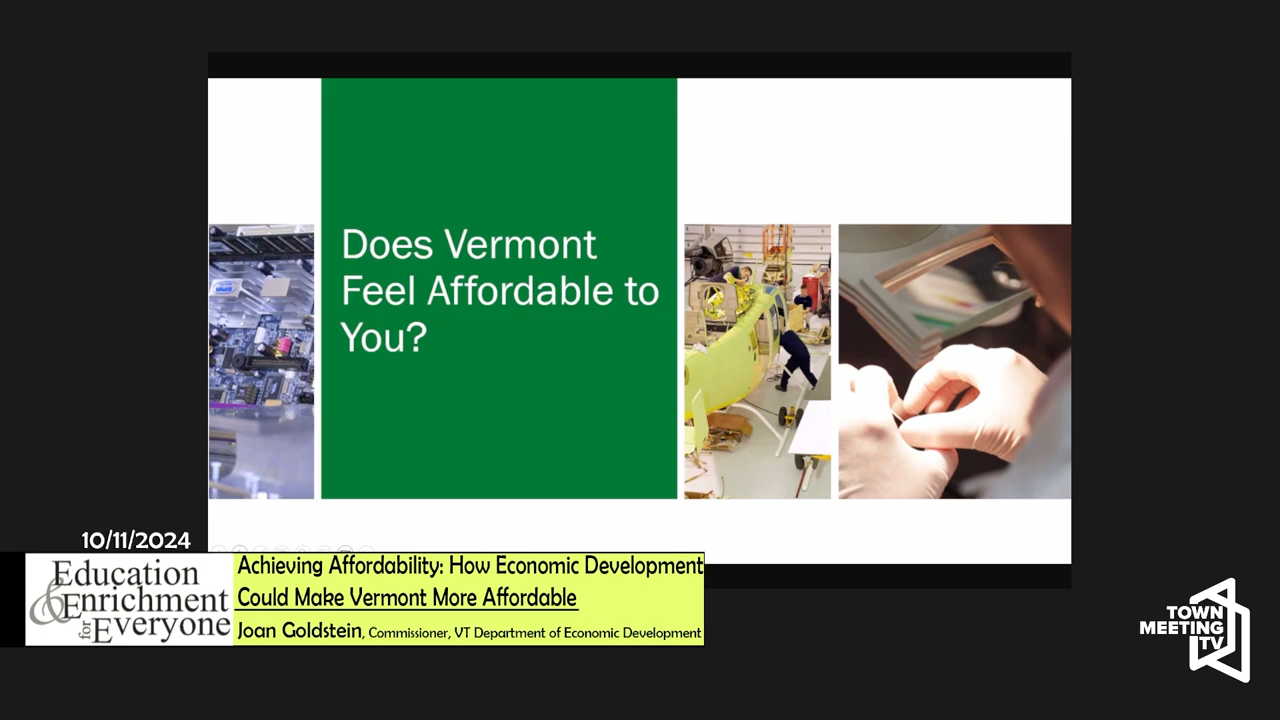 Does Vermont
Feel Affordable to
You?
10/11/2024
Education
& Enrichment
for Everyone
Achieving Affordability: How Economic Development
Could Make Vermont More Affordable
Joan Goldstein, Commissioner, VT Department of Economic Development
TOWN
MEETING
TV